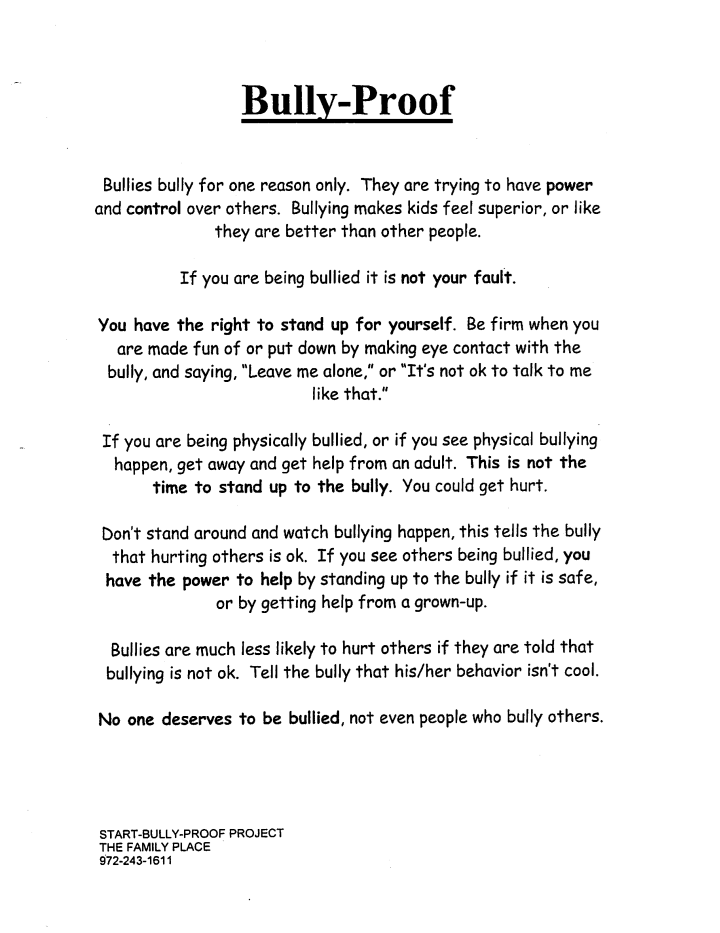 Bully-Proof
Bullies bully for one reason only. They are trying to have power
and control over others. Bullying makes kids feel superior, or like
they are better than other people.
If you are being bullied it is not your fault.
You have the right to stand up for yourself. Be firm when you
are made fun of or put down by making eye contact with the
bully, and saying, "Leave me alone," or "It's not ok to talk to me
like that."
If you are being physically bullied, or if you see physical bullying
happen, get away and get help from an adult. This is not the
time to stand up to the bully. You could get hurt.
Don't stand around and watch bullying happen, this tells the bully
that hurting others is ok. If you see others being bullied, you
have the power to help by standing up to the bully if it is safe,
or by getting help from a grown-up.
Bullies are much less likely to hurt others if they are told that
bullying is not ok. Tell the bully that his/her behavior isn't cool.
No one deserves to be bullied, not even people who bully others.
START-BULLY-PROOF PROJECT
THE FAMILY PLACE
972-243-1611